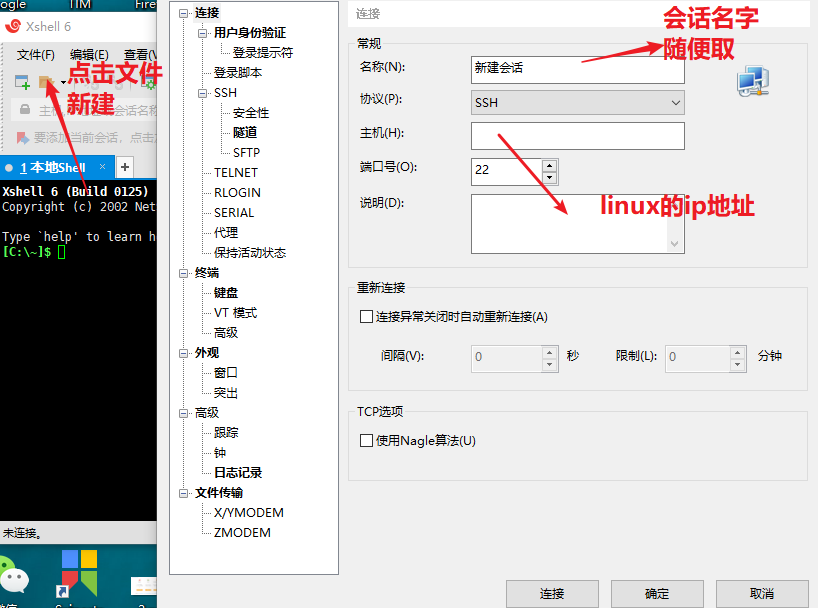 ogle
TIM
Fire
Xshell 6
文件(F)
编辑(E)
查看(V
点击文件
新建
要添加当前会话，点击
1 本地Shell
×
+
Xshell 6 (Build 0125)
Copyright (c) 2002 Net
Type `help' to learn h
[C:\~]$
未连接。
连接
用户身份验证
登录提示符
登录脚本
SSH
安全性
隧道
SFTP
TELNET
RLOGIN
SERIAL
代理
保持活动状态
终端
键盘
VT 模式
高级
外观
窗口
突出
高级
跟踪
钟
日志记录
文件传输
X/YMODEM
ZMODEM
连接
会话名字
随便取
常规
名称(N):
新建会话
协议(P):
SSH
主机(H):
端口号(O):
22
linux的ip地址
说明(D):
重新连接
连接异常关闭时自动重新连接(A)
间隔(V):
0
秒
限制(L):
0
分钟
TCP选项
使用Nagle算法(U)
连接
确定
取消